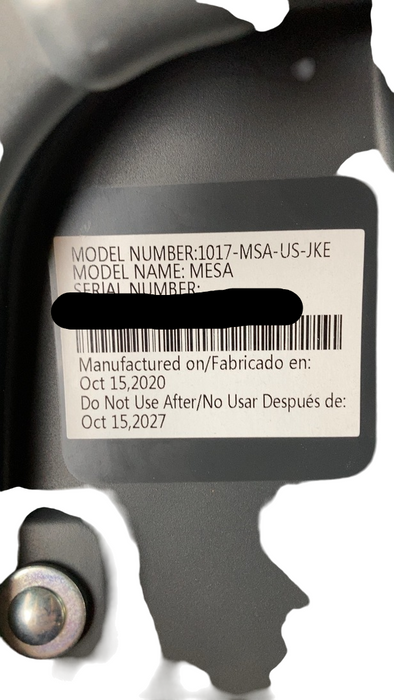 MODEL NUMBER:1017-MSA-US-JKE
MODEL NAME: MESA
SERIAL NUMBER:
Manufactured on/Fabricado en:
Oct 15,2020
Do Not Use After/No Usar Después de:
Oct 15,2027